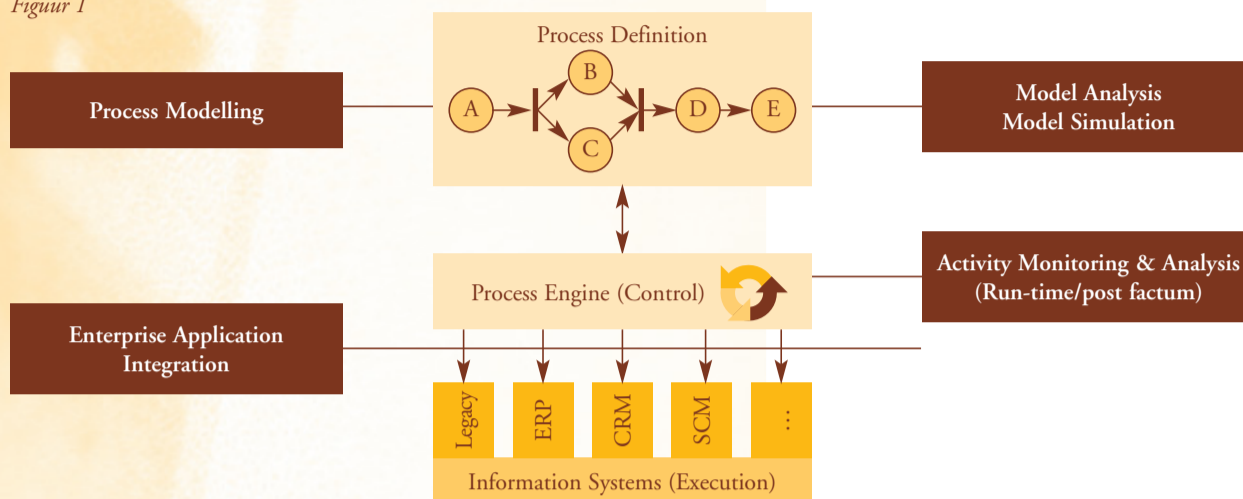 Figuur 1
Process Definition
A
B
C
D
E
Process Modelling
Model Analysis
Model Simulation
Process Engine (Control)
Activity Monitoring & Analysis
(Run-time/post factum)
Enterprise Application
Integration
Legacy
ERP
CRM
SCM
...
Information Systems (Execution)